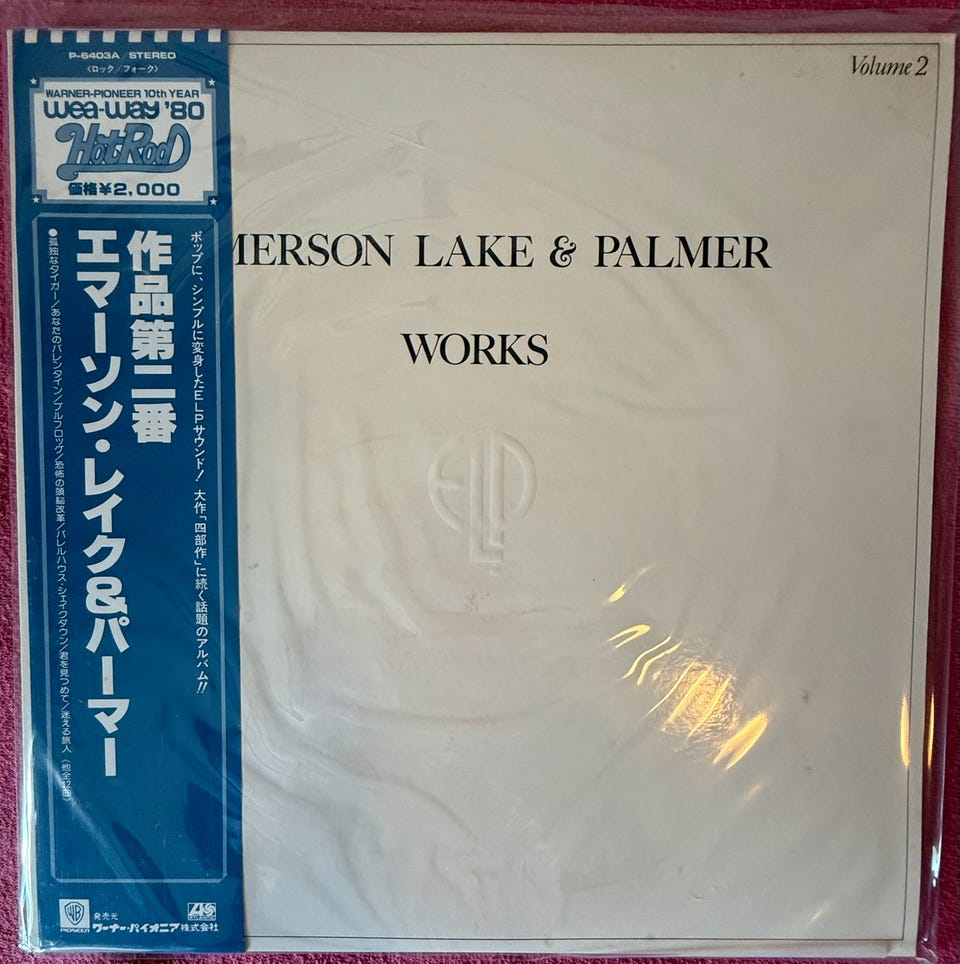 P-6403A/STEREO
〈ロック/フォーク〉
WARNER-PIONEER 10th YEAR
wea-way '80
HotRod
価格¥2,000
ポップに、シンプルに変身したELPサウンド! 大作「四部作」に続く話題のアルバム!!
作品第二番
エマーソン・レイク&パーマー
●孤独なタイガー/あなたのバレンタイン/ブルフロッグ/恐怖の頭脳改革/バレルハウス・シェイクダウン/君を見つめて/迷える旅人 (他全12曲)
WB
PIONEER
発売元
ワーナー・パイオニア株式会社
ATLANTIC
Volume 2
MERSON LAKE & PALMER
WORKS
ELP